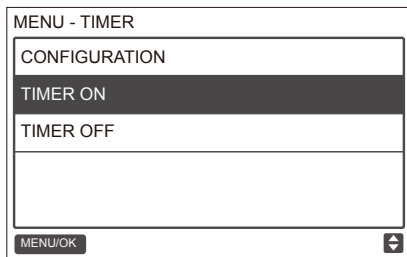 MENU - TIMER
CONFIGURATION
TIMER ON
TIMER OFF
MENU/OK